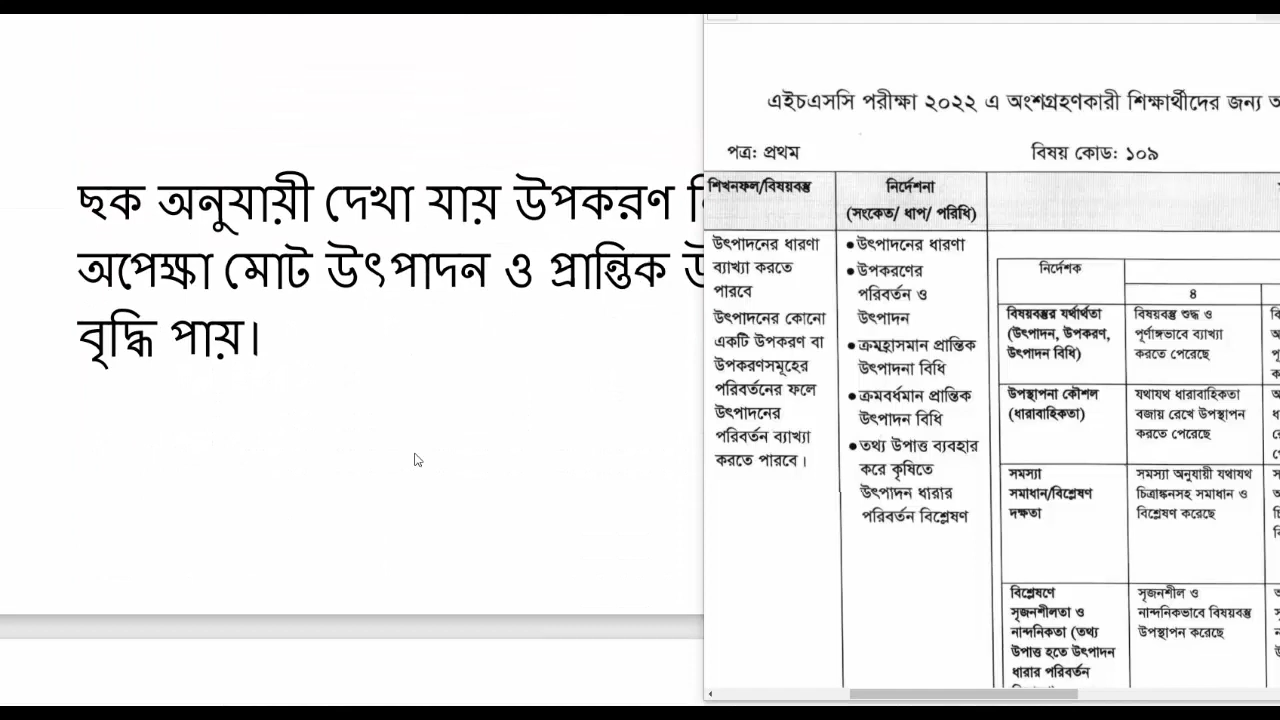 ছক অনুযায়ী দেখা যায় উপকরণ
অপেক্ষা মোট উৎপাদন ও প্রান্তিক
বৃদ্ধি পায়।
এইচএসসি পরীক্ষা ২০২২ এ অংশগ্রহণকারী শিক্ষার্থীদের জন্য
পত্র: প্রথম
বিষয় কোড: ১০৯
শিখনফল/বিষয়বস্তু
নির্দেশনা
(সংকেত/ ধাপ/ পরিধি)
উৎপাদনের ধারণা
ব্যাখ্যা করতে
পারবে
উৎপাদনের কোনো
একটি উপকরণ বা
উপকরণসমূহের
পরিবর্তনের ফলে
উৎপাদনের
পরিবর্তন ব্যাখ্যা
করতে পারবে।
● উৎপাদনের ধারণা
● উপকরণের
পরিবর্তন ও
উৎপাদন
● ক্রমহ্রাসমান প্রান্তিক
উৎপাদনা বিধি
● ক্রমবর্ধমান প্রান্তিক
উৎপাদন বিধি
● তথ্য উপাত্ত ব্যবহার
করে কৃষিতে
উৎপাদন ধারার
পরিবর্তন বিশ্লেষণ
নির্দেশক
৪
বিষয়বস্তুর যর্থার্থতা
(উৎপাদন, উপকরণ,
উৎপাদন বিধি)
বিষয়বস্তু শুদ্ধ ও
পূর্ণাঙ্গভাবে ব্যাখ্যা
করতে পেরেছে
উপস্থাপনা কৌশল
(ধারাবাহিকতা)
যথাযথ ধারাবাহিকতা
বজায় রেখে উপস্থাপন
করতে পেরেছে
সমস্যা
সমাধান/বিশ্লেষণ
দক্ষতা
সমস্যা অনুযায়ী যথাযথ
চিত্রাঙ্কনসহ সমাধান ও
বিশ্লেষণ করেছে
বিশ্লেষণে
সৃজনশীলতা ও
নান্দনিকতা (তথ্য
উপাত্ত হতে উৎপাদন
ধারার পরিবর্তন
সৃজনশীল ও
নান্দনিকভাবে বিষয়বস্তু
উপস্থাপন করেছে